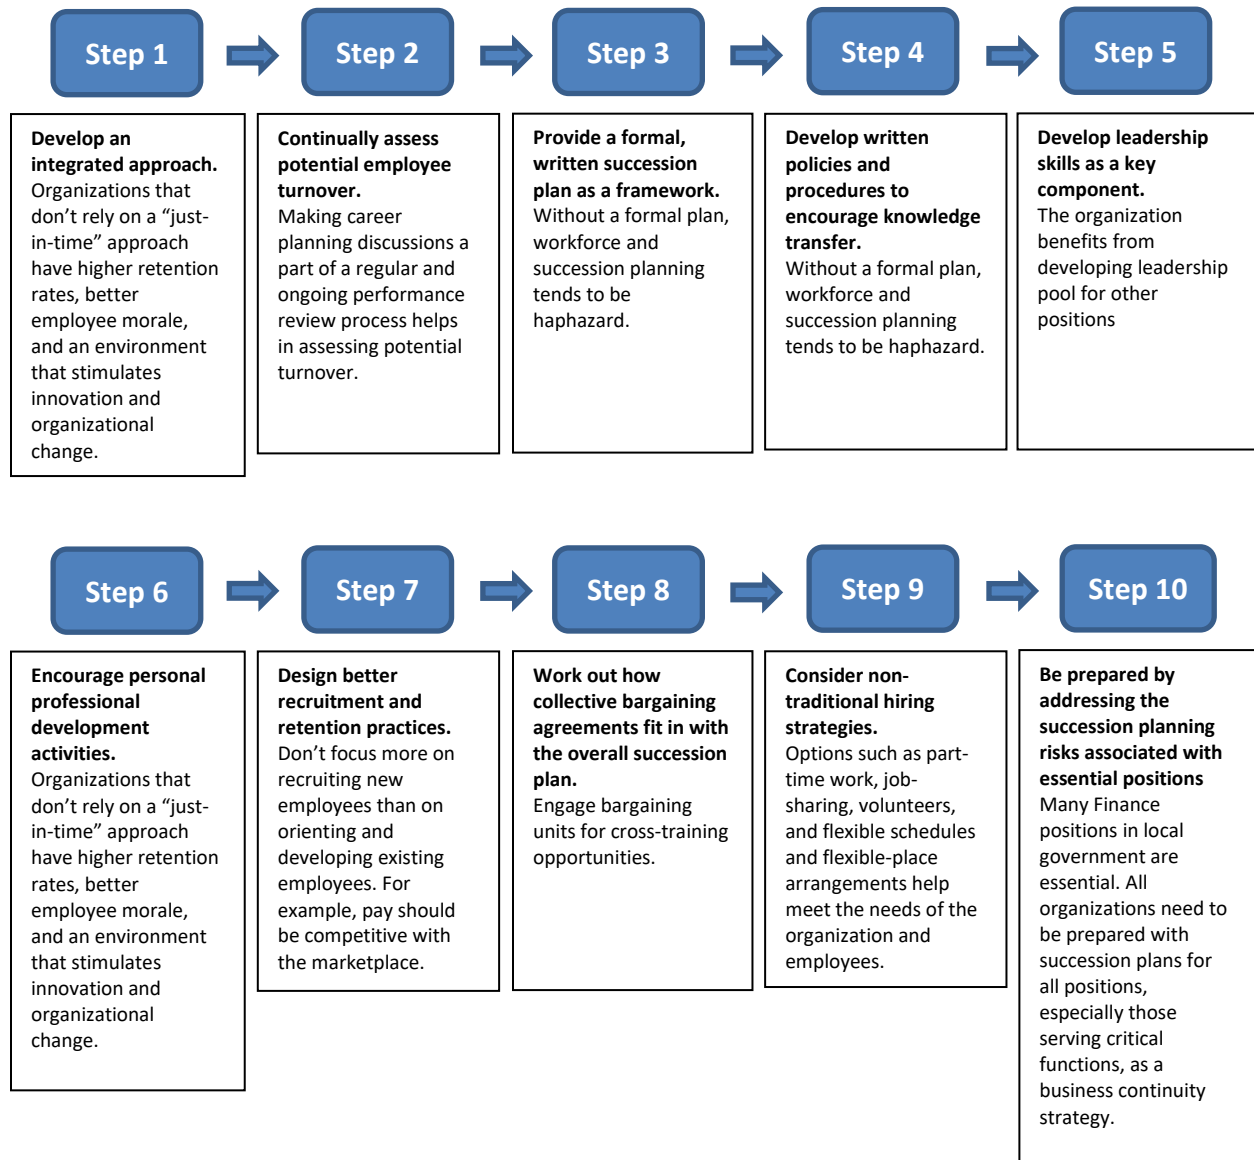 Step 1
Step 2
Step 3
Step 4
Step 5
Develop an
integrated approach.
Organizations that
don’t rely on a “just-
in-time” approach
have higher retention
rates, better
employee morale,
and an environment
that stimulates
innovation and
organizational
change.
Continually assess
potential employee
turnover.
Making career
planning discussions a
part of a regular and
ongoing performance
review process helps
in assessing potential
turnover.
Provide a formal,
written succession
plan as a framework.
Without a formal plan,
workforce and
succession planning
tends to be
haphazard.
Develop written
policies and
procedures to
encourage knowledge
transfer.
Without a formal plan,
workforce and
succession planning
tends to be haphazard.
Develop leadership
skills as a key
component.
The organization
benefits from
developing leadership
pool for other
positions
Step 6
Step 7
Step 8
Step 9
Step 10
Encourage personal
professional
development
activities.
Organizations that
don’t rely on a “just-
in-time” approach
have higher retention
rates, better
employee morale,
and an environment
that stimulates
innovation and
organizational
change.
Design better
recruitment and
retention practices.
Don’t focus more on
recruiting new
employees than on
orienting and
developing existing
employees. For
example, pay should
be competitive with
the marketplace.
Work out how
collective bargaining
agreements fit in with
the overall succession
plan.
Engage bargaining
units for cross-training
opportunities.
Consider non-
traditional hiring
strategies.
Options such as part-
time work, job-
sharing, volunteers,
and flexible schedules
and flexible-place
arrangements help
meet the needs of the
organization and
employees.
Be prepared by
addressing the
succession planning
risks associated with
essential positions
Many Finance
positions in local
government are
essential. All
organizations need to
be prepared with
succession plans for
all positions,
especially those
serving critical
functions, as a
business continuity
strategy.